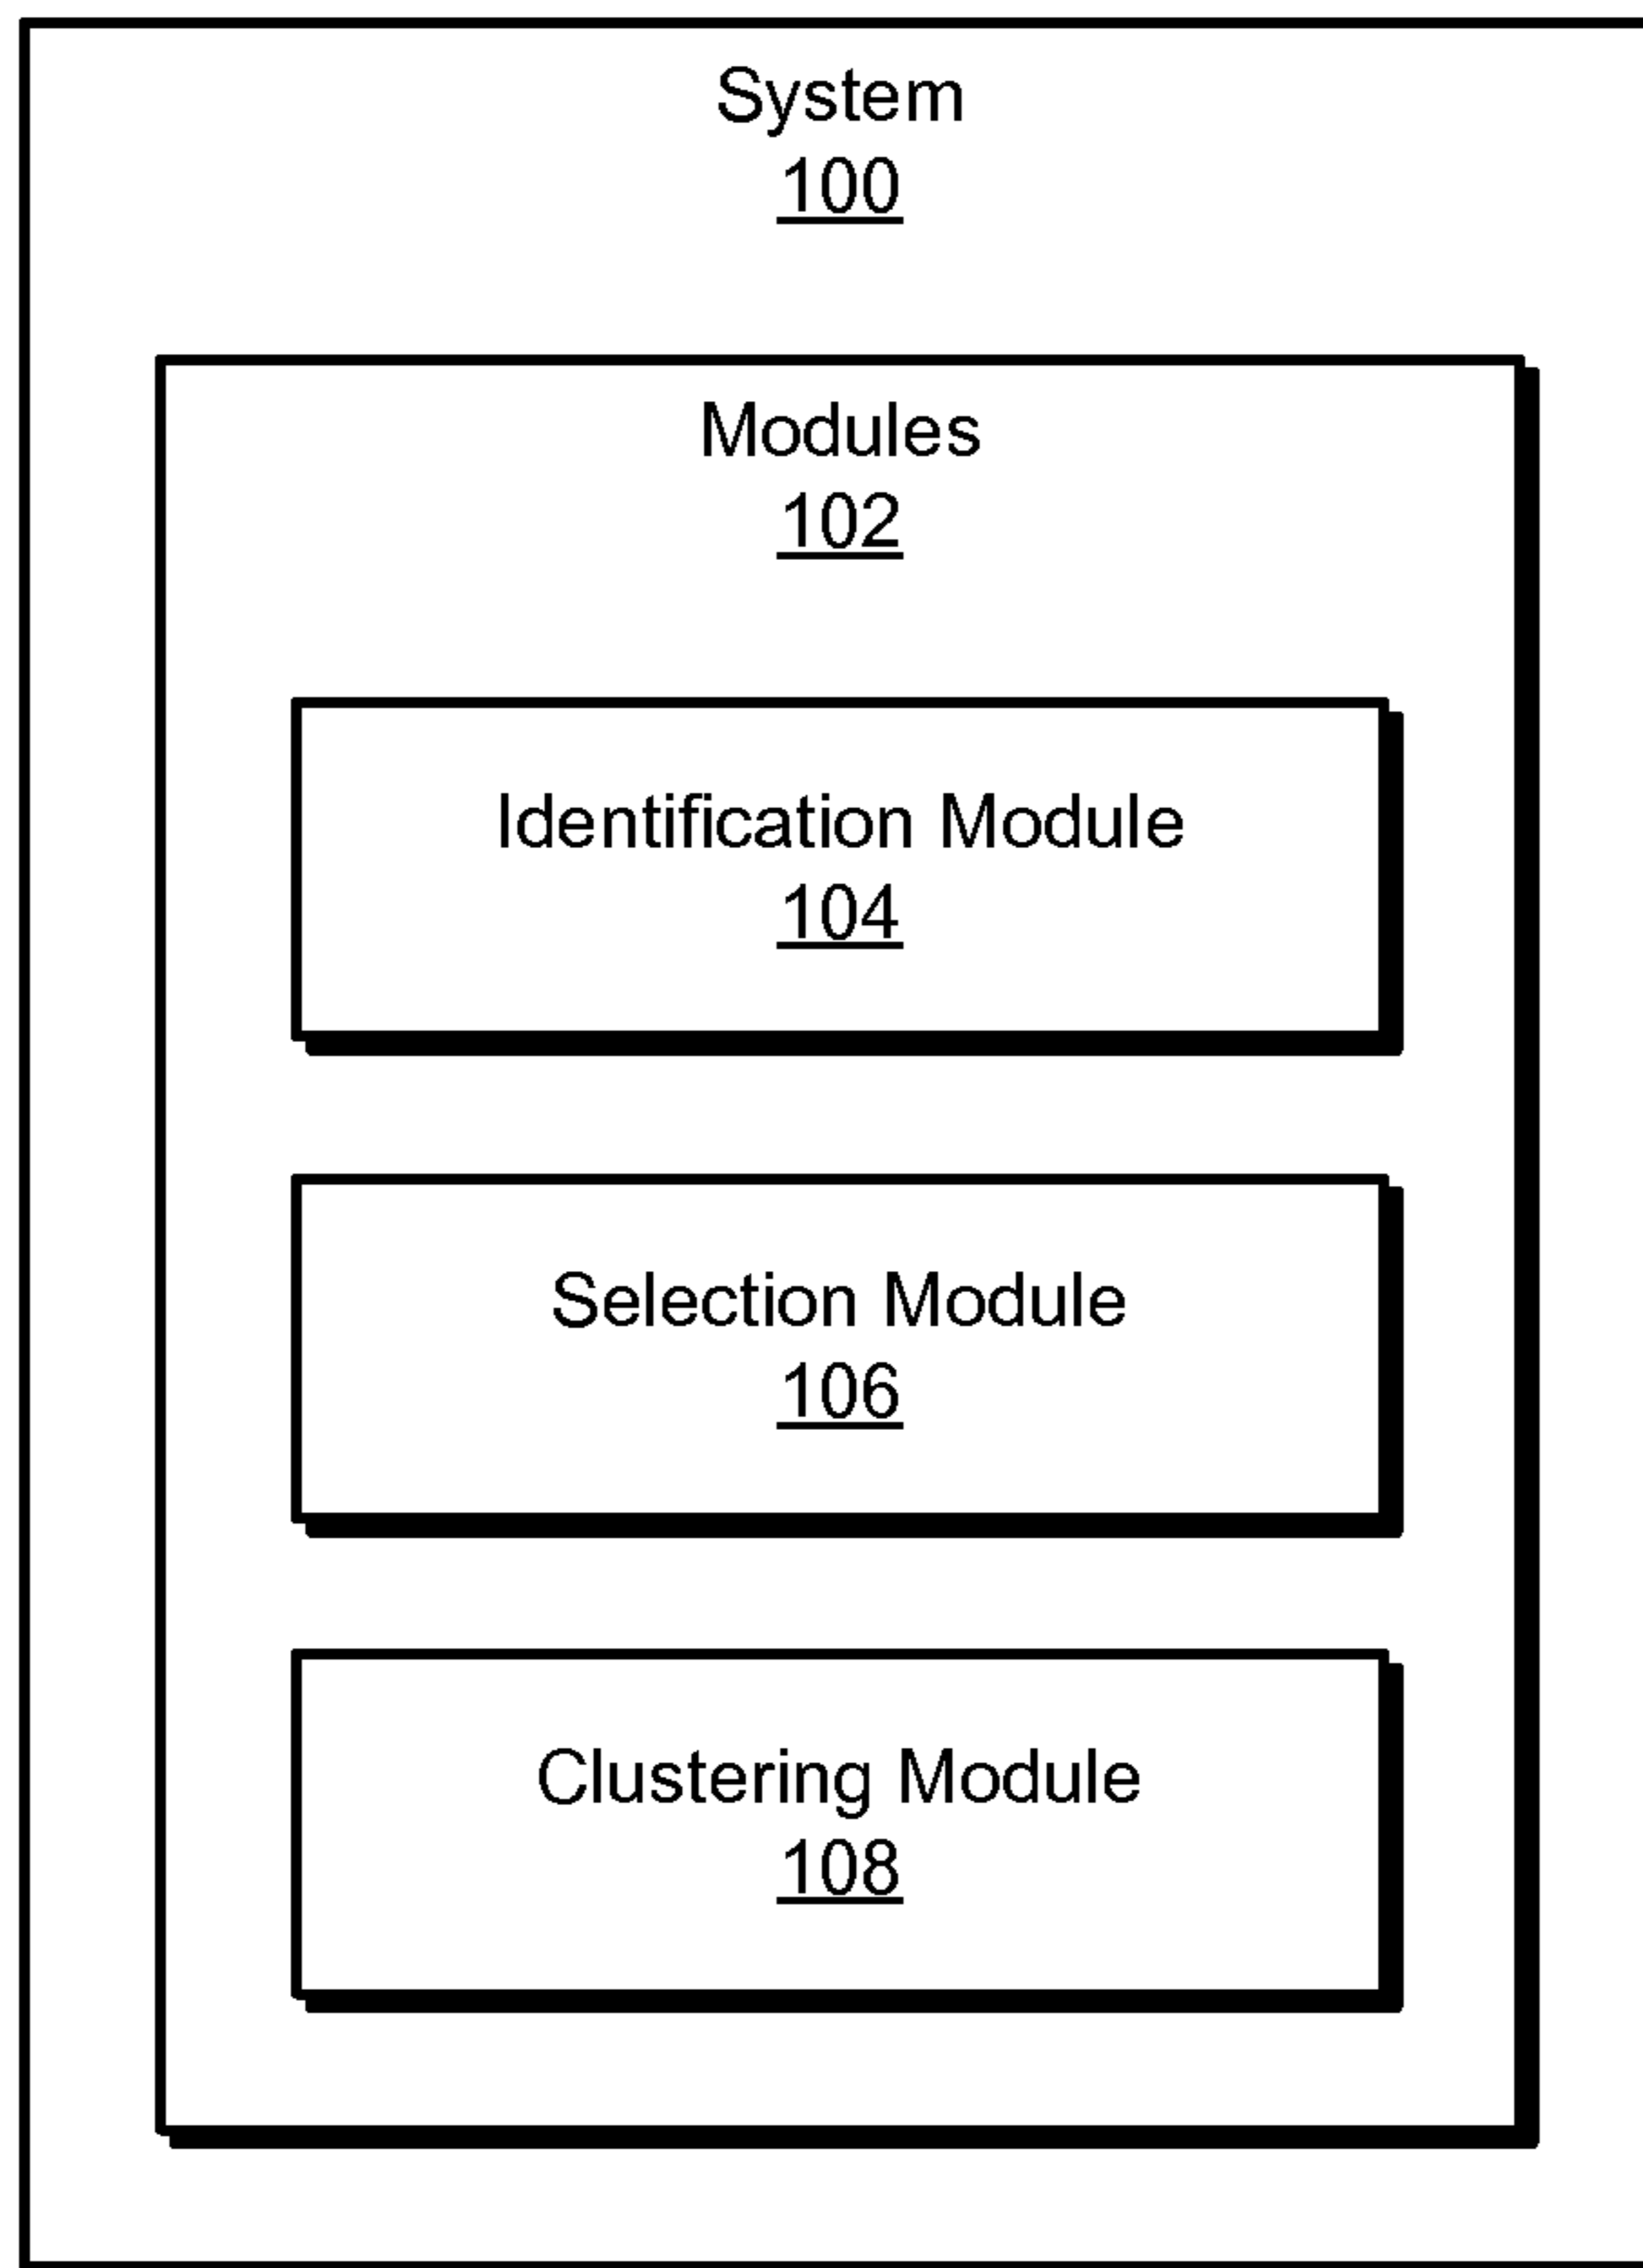 System
100
Modules
102
Identification Module
104
Selection Module
106
Clustering Module
108